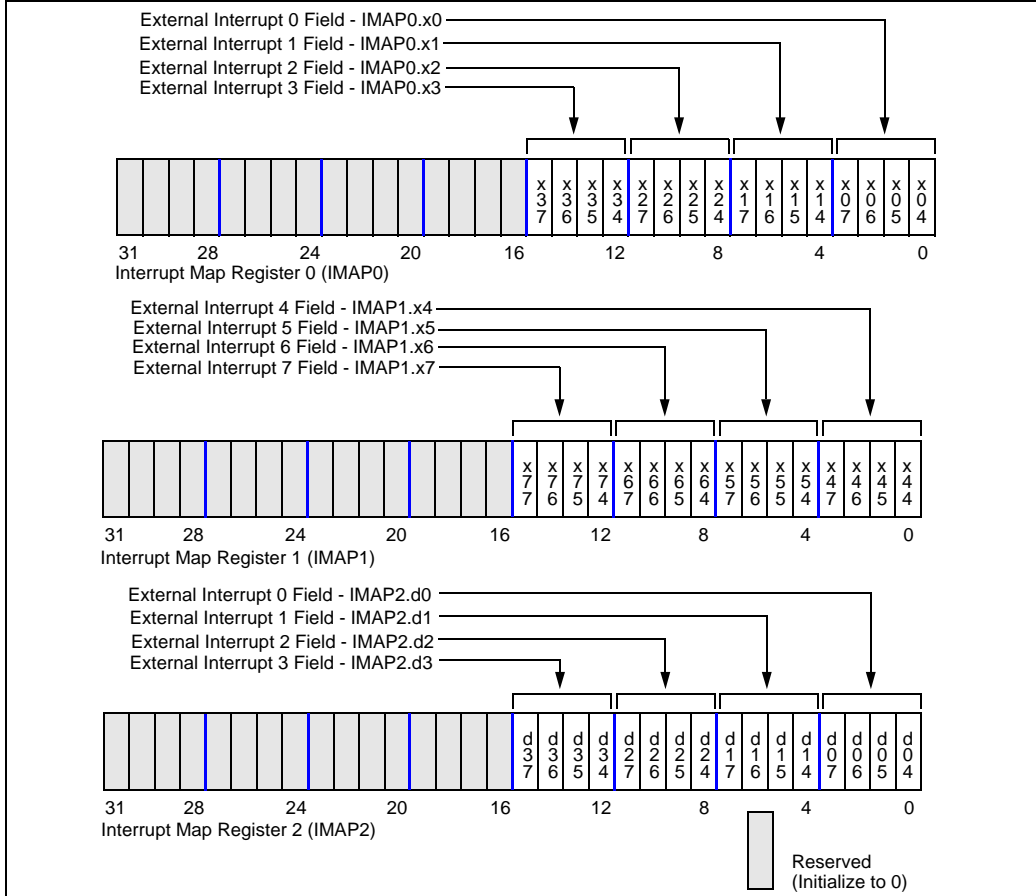 External Interrupt 0 Field - IMAP0.x0
External Interrupt 1 Field - IMAP0.x1
External Interrupt 2 Field - IMAP0.x2
External Interrupt 3 Field - IMAP0.x3
x37 x36 x35 x34 x27 x26 x25 x24 x17 x16 x15 x14 x07 x06 x05 x04
31 28 24 20 16 12 8 4 0
Interrupt Map Register 0 (IMAP0)
External Interrupt 4 Field - IMAP1.x4
External Interrupt 5 Field - IMAP1.x5
External Interrupt 6 Field - IMAP1.x6
External Interrupt 7 Field - IMAP1.x7
x77 x76 x75 x74 x67 x66 x65 x64 x57 x56 x55 x54 x47 x46 x45 x44
31 28 24 20 16 12 8 4 0
Interrupt Map Register 1 (IMAP1)
External Interrupt 0 Field - IMAP2.d0
External Interrupt 1 Field - IMAP2.d1
External Interrupt 2 Field - IMAP2.d2
External Interrupt 3 Field - IMAP2.d3
d37 d36 d35 d34 d27 d26 d25 d24 d17 d16 d15 d14 d07 d06 d05 d04
31 28 24 20 16 12 8 4 0
Interrupt Map Register 2 (IMAP2)
Reserved
(Initialize to 0)